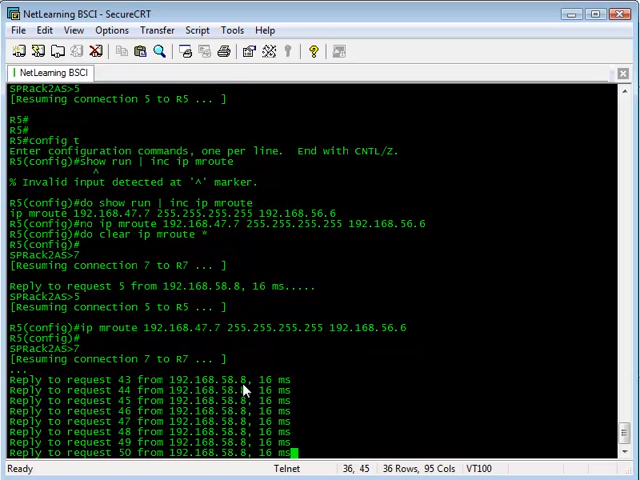 NetLearning BSCI - SecureCRT
File Edit View Options Transfer Script Tools Help
NetLearning BSCI
SPRack2AS>5
[Resuming connection 5 to R5 ... ]
R5#
R5#
R5#config t
Enter configuration commands, one per line.  End with CNTL/Z.
R5(config)#show run | inc ip mroute
^
% Invalid input detected at '^' marker.
R5(config)#do show run | inc ip mroute
ip mroute 192.168.47.7 255.255.255.255 192.168.56.6
R5(config)#no ip mroute 192.168.47.7 255.255.255.255 192.168.56.6
R5(config)#do clear ip mroute *
R5(config)#
SPRack2AS>7
[Resuming connection 7 to R7 ... ]
Reply to request 5 from 192.168.58.8, 16 ms.....
SPRack2AS>5
[Resuming connection 5 to R5 ... ]
R5(config)#ip mroute 192.168.47.7 255.255.255.255 192.168.56.6
R5(config)#
SPRack2AS>7
[Resuming connection 7 to R7 ... ]
...
Reply to request 43 from 192.168.58.8, 16 ms
Reply to request 44 from 192.168.58.8, 16 ms
Reply to request 45 from 192.168.58.8, 16 ms
Reply to request 46 from 192.168.58.8, 16 ms
Reply to request 47 from 192.168.58.8, 16 ms
Reply to request 48 from 192.168.58.8, 16 ms
Reply to request 49 from 192.168.58.8, 16 ms
Reply to request 50 from 192.168.58.8, 16 ms
Ready Telnet 36, 45 36 Rows, 95 Cols VT100